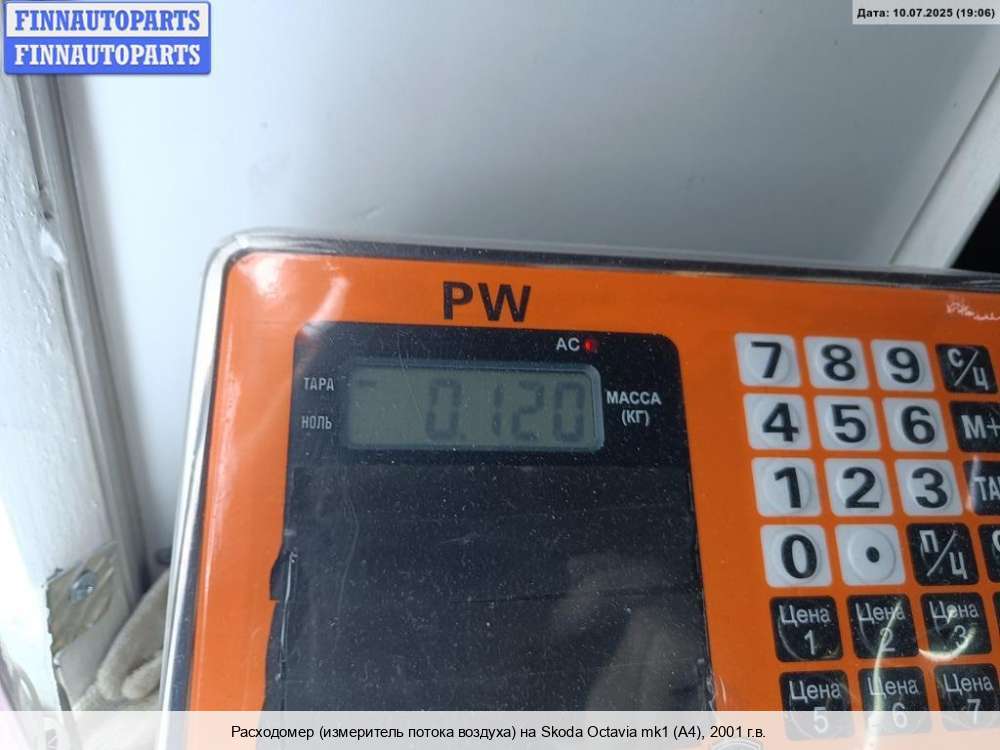 FINNAUTOPARTS
FINNAUTOPARTS
Дата: 10.07.2025 (19:06)
PW
AC
ТАРА
НОЛЬ
0.120
МАССА
(КГ)
7 8 9 С/Ц
4 5 6 М+
1 2 3
0 . П/Ц
Цена 1 Цена 2 Цена 3
Цена 5 Цена 6 Цена 7
Расходомер (измеритель потока воздуха) на Skoda Octavia mk1 (A4), 2001 г.в.